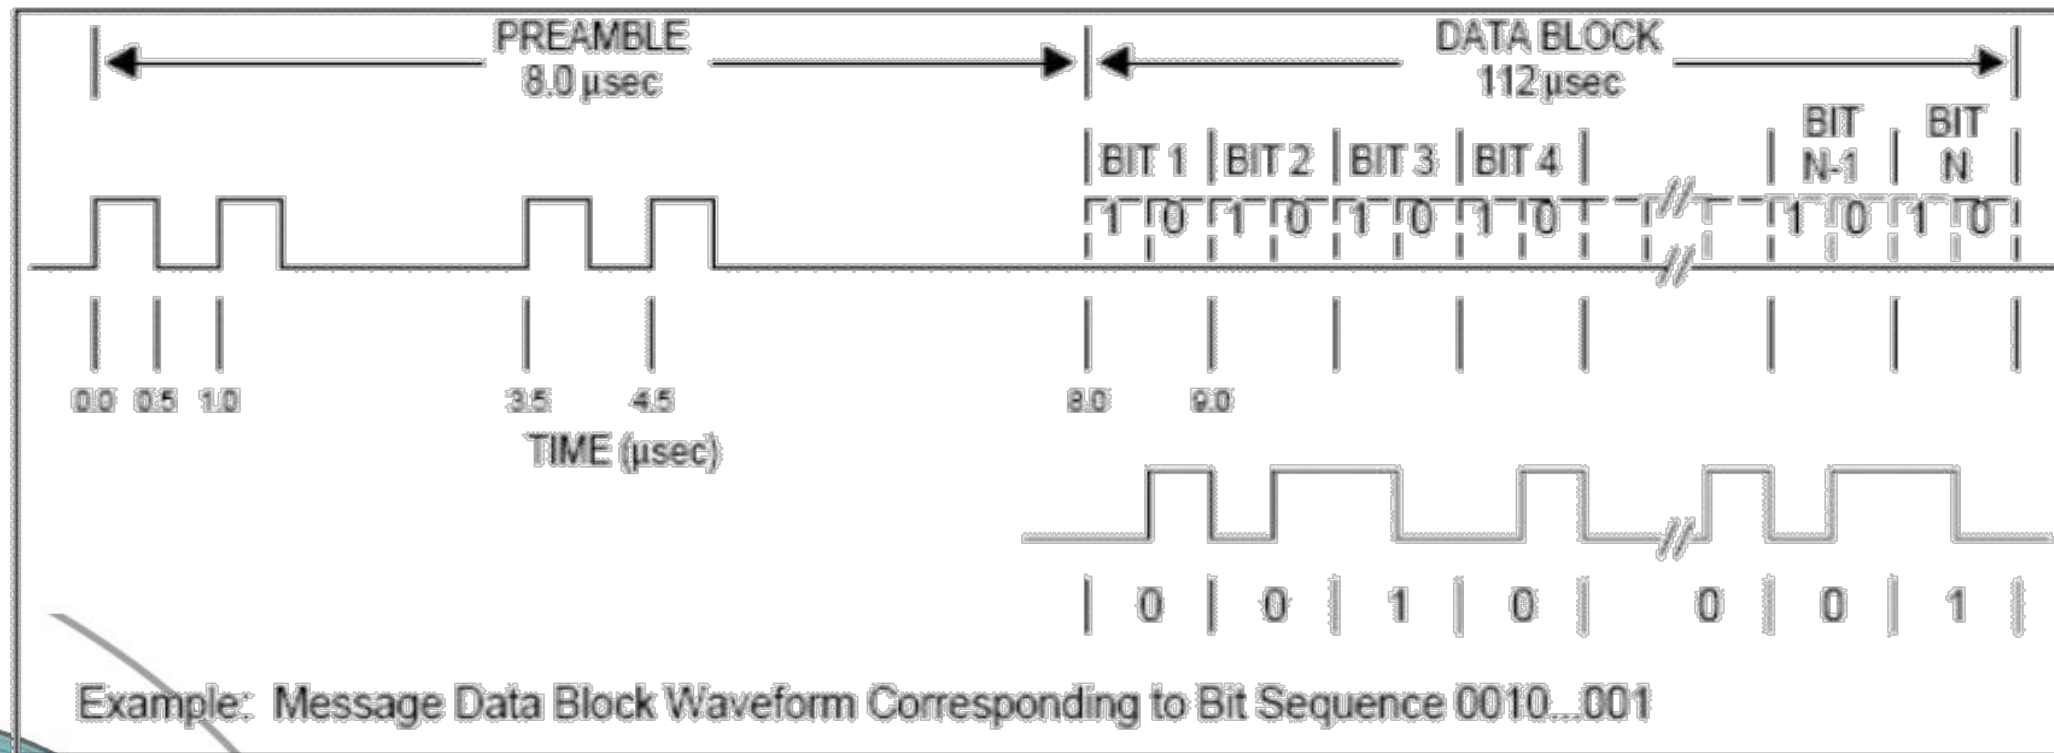 PREAMBLE
8.0 µsec
DATA BLOCK
112 µsec
BIT 1 BIT 2 BIT 3 BIT 4 BIT N-1 BIT N
1 0 1 0 1 0 1 0 1 0 1 0
0.0 0.5 1.0 3.5 4.5 8.0 9.0
TIME (µsec)
0 0 1 0 0 0 1
Example: Message Data Block Waveform Corresponding to Bit Sequence 0010...001